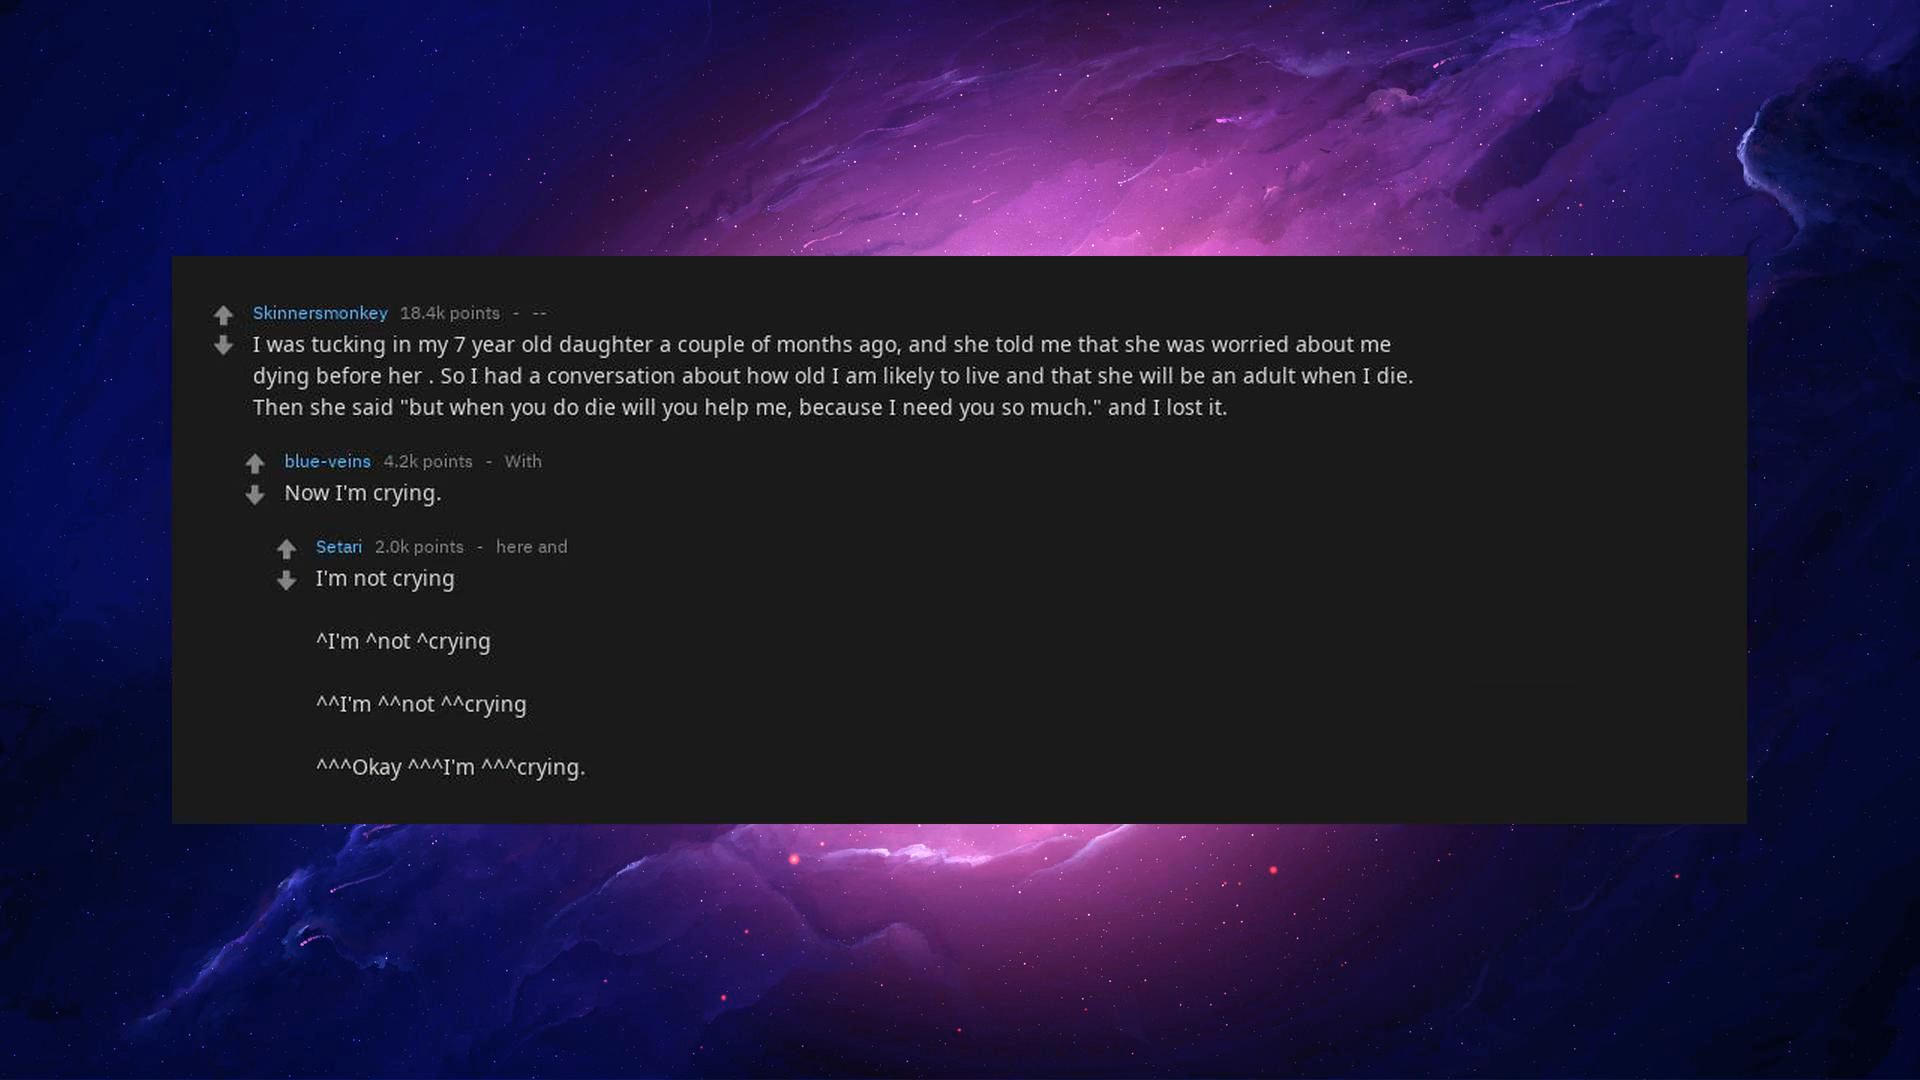 Skinnersmonkey 18.4k points - --
I was tucking in my 7 year old daughter a couple of months ago, and she told me that she was worried about me
dying before her . So I had a conversation about how old I am likely to live and that she will be an adult when I die.
Then she said "but when you do die will you help me, because I need you so much." and I lost it.
blue-veins 4.2k points - With
Now I'm crying.
Setari 2.0k points - here and
I'm not crying
^I'm ^not ^crying
^^I'm ^^not ^^crying
^^^Okay ^^^I'm ^^^crying.